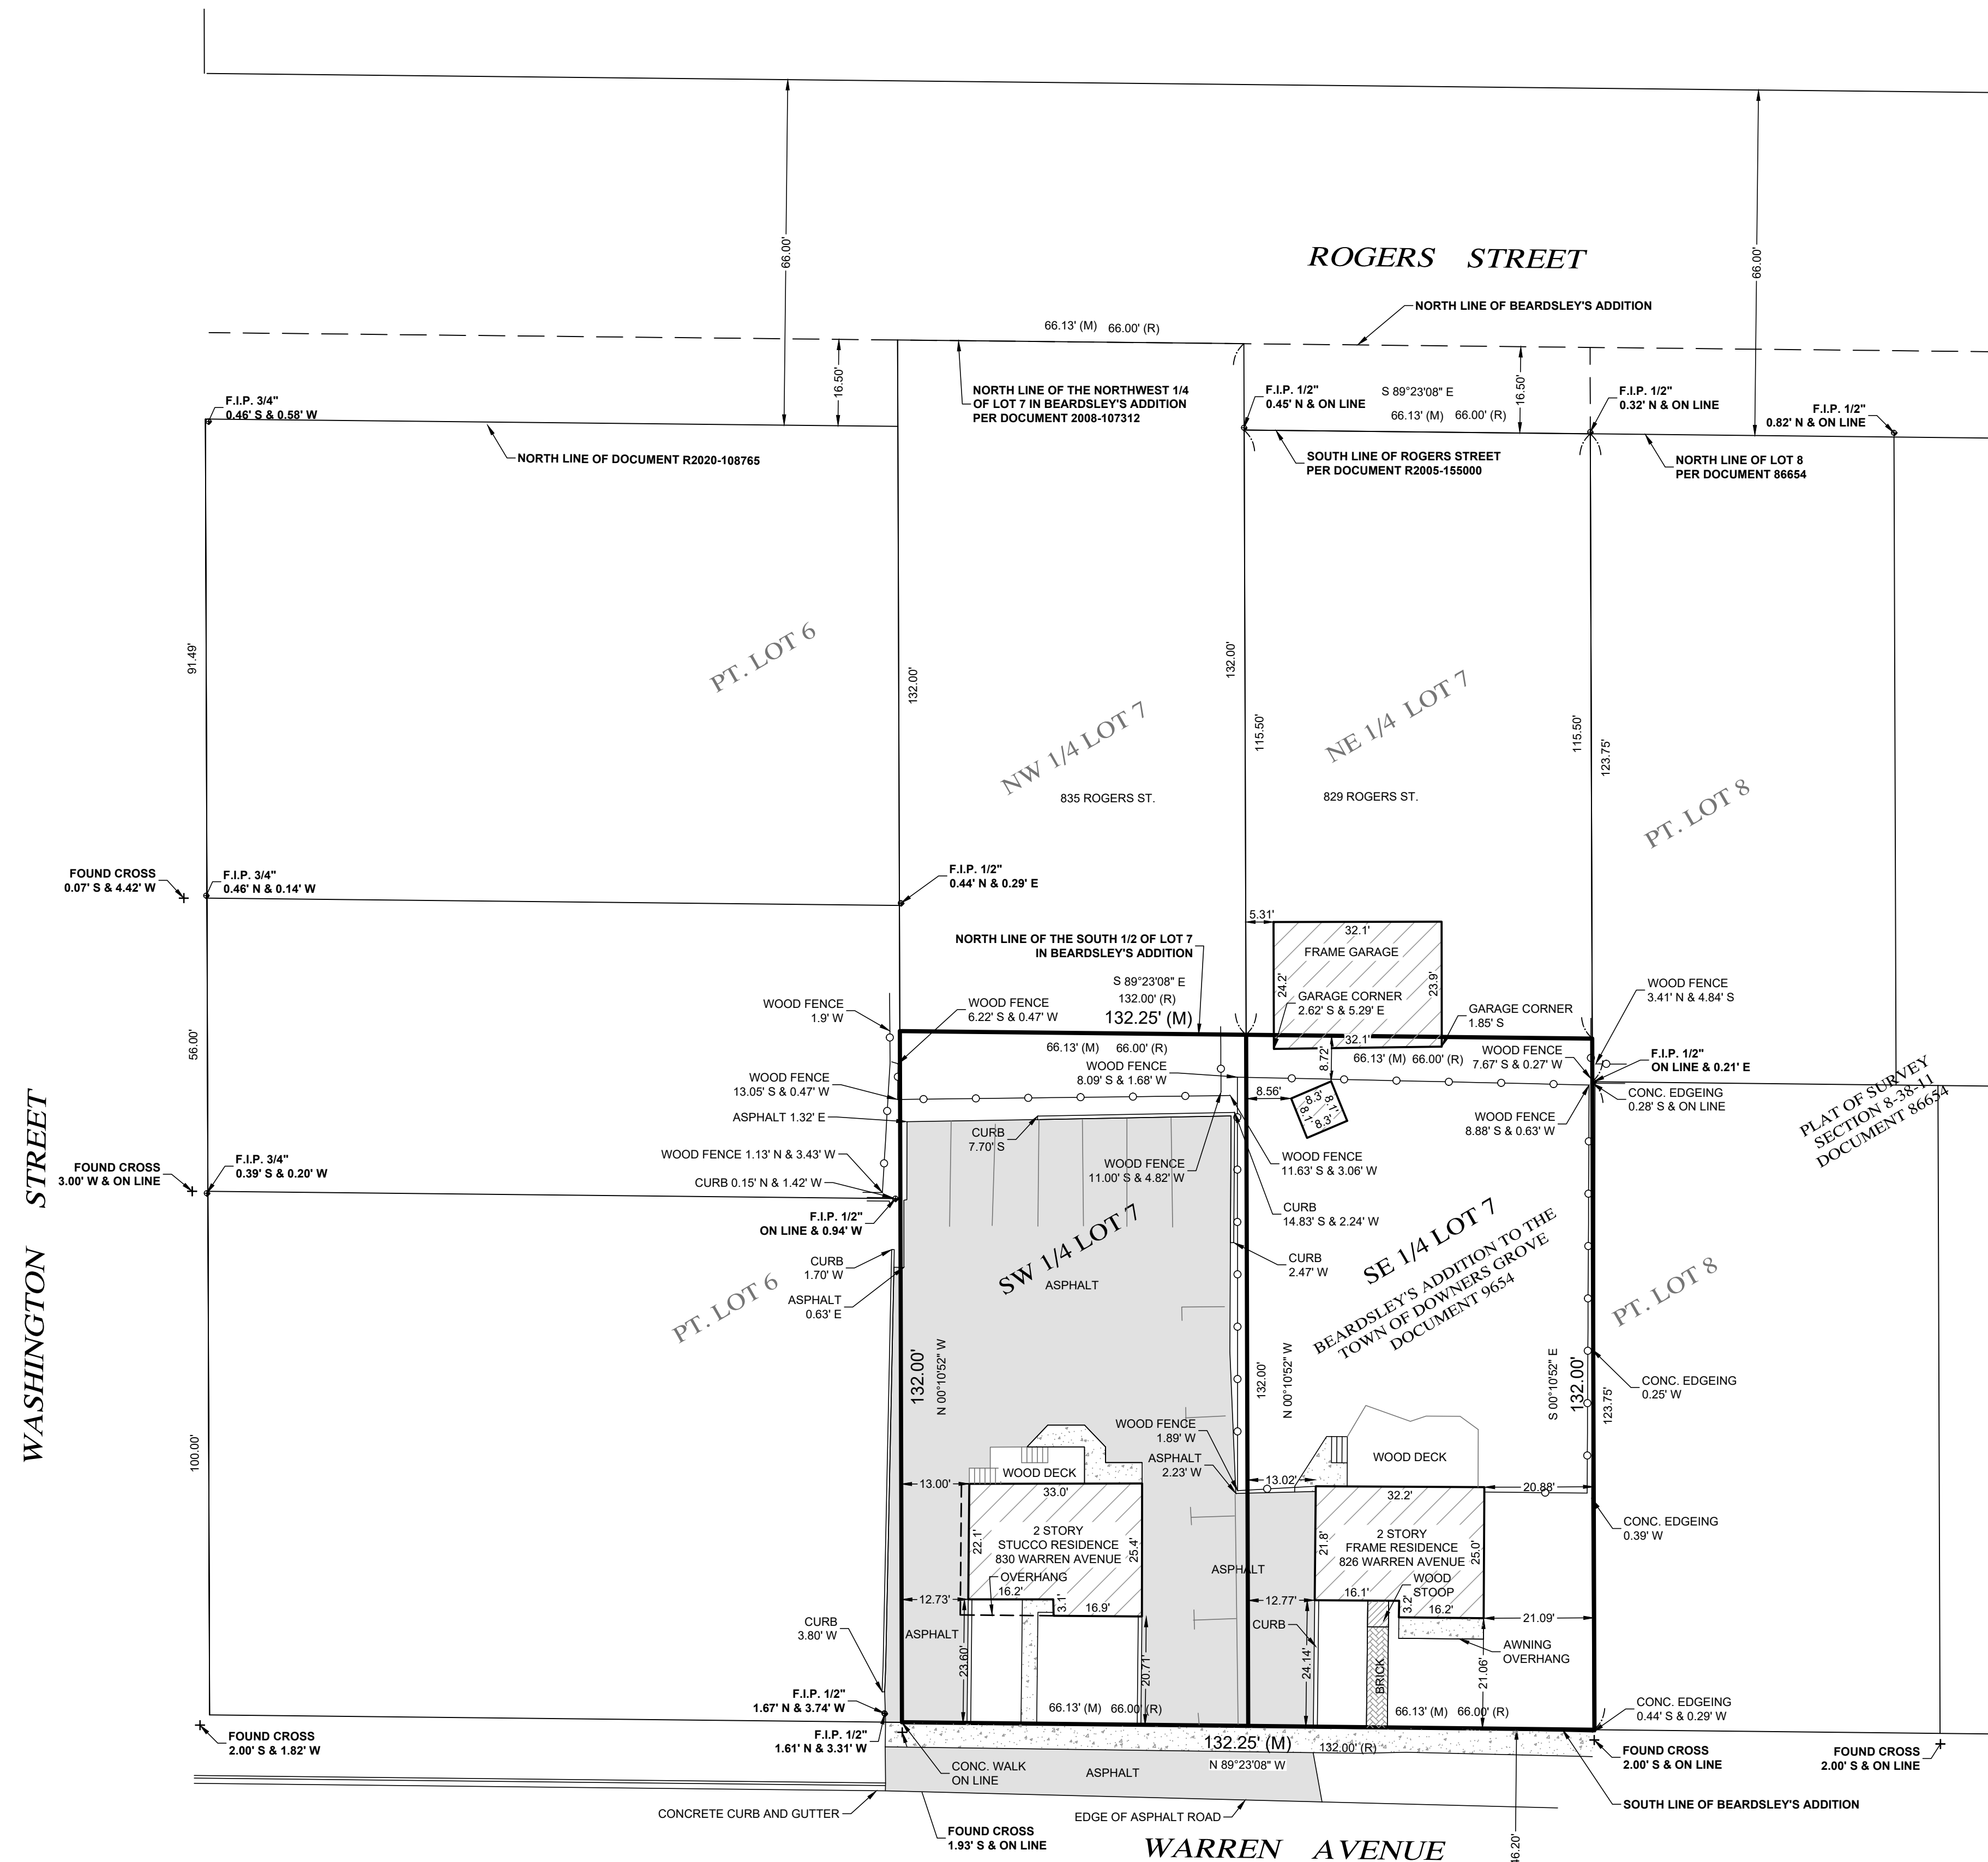 66.00'
66.00'
ROGERS STREET
NORTH LINE OF BEARDSLEY'S ADDITION
66.13' (M) 66.00' (R)
16.50'
NORTH LINE OF THE NORTHWEST 1/4
OF LOT 7 IN BEARDSLEY'S ADDITION
PER DOCUMENT 2008-107312
F.I.P. 1/2"
0.45' N & ON LINE
S 89°23'08" E
66.13' (M) 66.00' (R)
16.50'
F.I.P. 1/2"
0.32' N & ON LINE
F.I.P. 1/2"
0.82' N & ON LINE
F.I.P. 3/4"
0.46' S & 0.58' W
NORTH LINE OF DOCUMENT R2020-108765
SOUTH LINE OF ROGERS STREET
PER DOCUMENT R2005-155000
NORTH LINE OF LOT 8
PER DOCUMENT 86654
91.49'
PT. LOT 6
132.00'
132.00'
NW 1/4 LOT 7
NE 1/4 LOT 7
115.50'
115.50'
123.75'
835 ROGERS ST.
829 ROGERS ST.
PT. LOT 8
FOUND CROSS
0.07' S & 4.42' W
F.I.P. 3/4"
0.46' N & 0.14' W
F.I.P. 1/2"
0.44' N & 0.29' E
5.31'
32.1'
FRAME GARAGE
24.2'
23.9'
NORTH LINE OF THE SOUTH 1/2 OF LOT 7
IN BEARDSLEY'S ADDITION
S 89°23'08" E
132.00' (R)
132.25' (M)
GARAGE CORNER
2.62' S & 5.29' E
GARAGE CORNER
1.85' S
WOOD FENCE
3.41' N & 4.84' S
WOOD FENCE
1.9' W
WOOD FENCE
6.22' S & 0.47' W
56.00'
66.13' (M) 66.00' (R)
32.1'
8.72'
66.13' (M) 66.00' (R)
WOOD FENCE
7.67' S & 0.27' W
F.I.P. 1/2"
ON LINE & 0.21' E
WOOD FENCE
13.05' S & 0.47' W
WOOD FENCE
8.09' S & 1.68' W
8.56'
8.3'
8.1'
8.1'
8.3'
CONC. EDGEING
0.28' S & ON LINE
WOOD FENCE
8.88' S & 0.63' W
PLAT OF SURVEY
SECTION 8-38-11
DOCUMENT 86654
ASPHALT 1.32' E
CURB
7.70' S
WOOD FENCE 1.13' N & 3.43' W
WOOD FENCE
11.00' S & 4.82' W
WOOD FENCE
11.63' S & 3.06' W
FOUND CROSS
3.00' W & ON LINE
F.I.P. 3/4"
0.39' S & 0.20' W
CURB 0.15' N & 1.42' W
F.I.P. 1/2"
ON LINE & 0.94' W
CURB
14.83' S & 2.24' W
WASHINGTON STREET
CURB
1.70' W
ASPHALT
0.63' E
SW 1/4 LOT 7
ASPHALT
CURB
2.47' W
SE 1/4 LOT 7
BEARDSLEY'S ADDITION TO THE
TOWN OF DOWNERS GROVE
DOCUMENT 9654
PT. LOT 6
PT. LOT 8
132.00'
N 00°10'52" W
132.00'
N 00°10'52" W
S 00°10'52" E
132.00'
123.75'
CONC. EDGEING
0.25' W
100.00'
WOOD FENCE
1.89' W
ASPHALT
2.23' W
WOOD DECK
WOOD DECK
13.00'
33.0'
13.02'
32.2'
20.88'
22.1'
2 STORY
STUCCO RESIDENCE
830 WARREN AVENUE
25.4'
21.8'
2 STORY
FRAME RESIDENCE
826 WARREN AVENUE
25.0'
CONC. EDGEING
0.39' W
ASPHALT
OVERHANG
16.2'
3.1'
16.9'
WOOD
STOOP
16.1'
3.2'
16.2'
12.73'
12.77'
21.09'
CURB
3.80' W
ASPHALT
23.60'
20.71'
CURB
24.14'
BRICK
21.06'
AWNING
OVERHANG
F.I.P. 1/2"
1.67' N & 3.74' W
66.13' (M) 66.00' (R)
66.13' (M) 66.00' (R)
CONC. EDGEING
0.44' S & 0.29' W
FOUND CROSS
2.00' S & 1.82' W
F.I.P. 1/2"
1.61' N & 3.31' W
132.25' (M)
132.00' (R)
N 89°23'08" W
CONC. WALK
ON LINE
ASPHALT
FOUND CROSS
2.00' S & ON LINE
FOUND CROSS
2.00' S & ON LINE
CONCRETE CURB AND GUTTER
EDGE OF ASPHALT ROAD
SOUTH LINE OF BEARDSLEY'S ADDITION
FOUND CROSS
1.93' S & ON LINE
WARREN AVENUE
46.20'